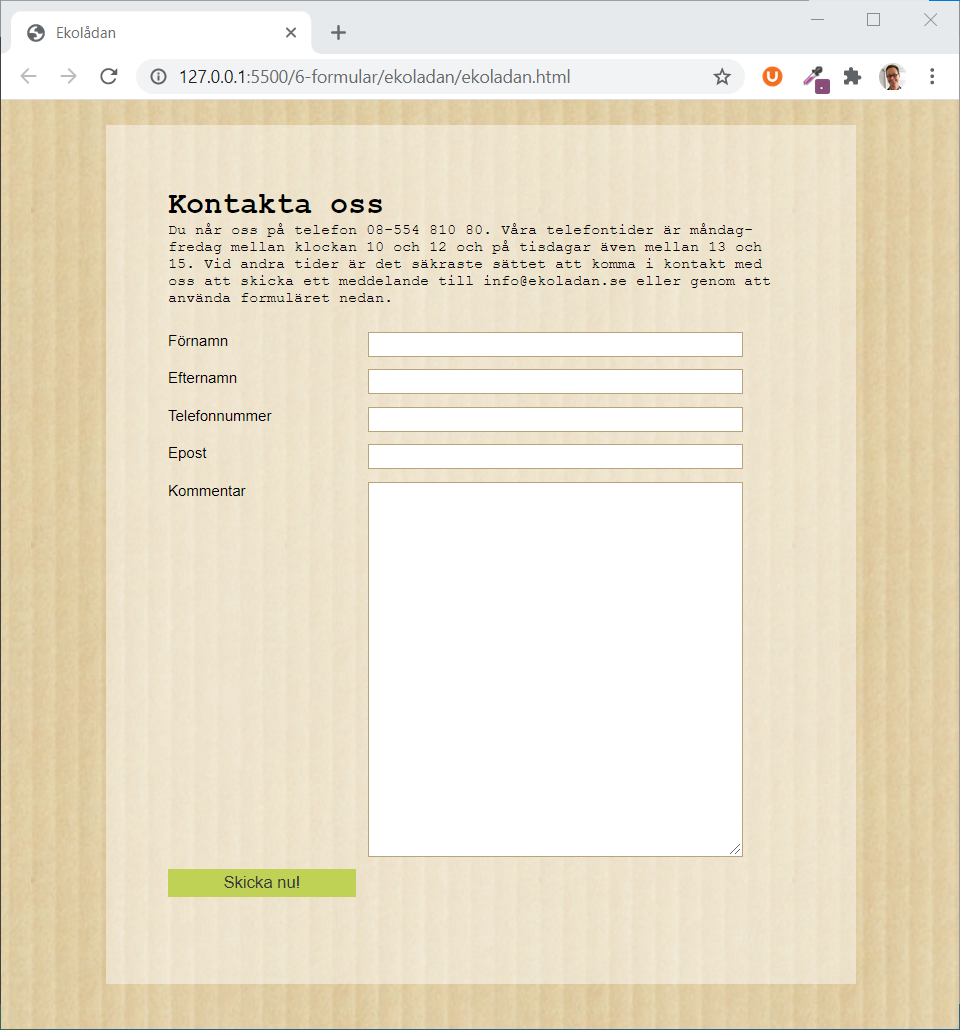 Ekolådan
127.0.0.1:5500/6-formular/ekoladan/ekoladan.html
Kontakta oss
Du når oss på telefon 08-554 810 80. Våra telefontider är måndag-
fredag mellan klockan 10 och 12 och på tisdagar även mellan 13 och
15. Vid andra tider är det säkraste sättet att komma i kontakt med
oss att skicka ett meddelande till info@ekoladan.se eller genom att
använda formuläret nedan.
Förnamn
Efternamn
Telefonnummer
Epost
Kommentar
Skicka nu!